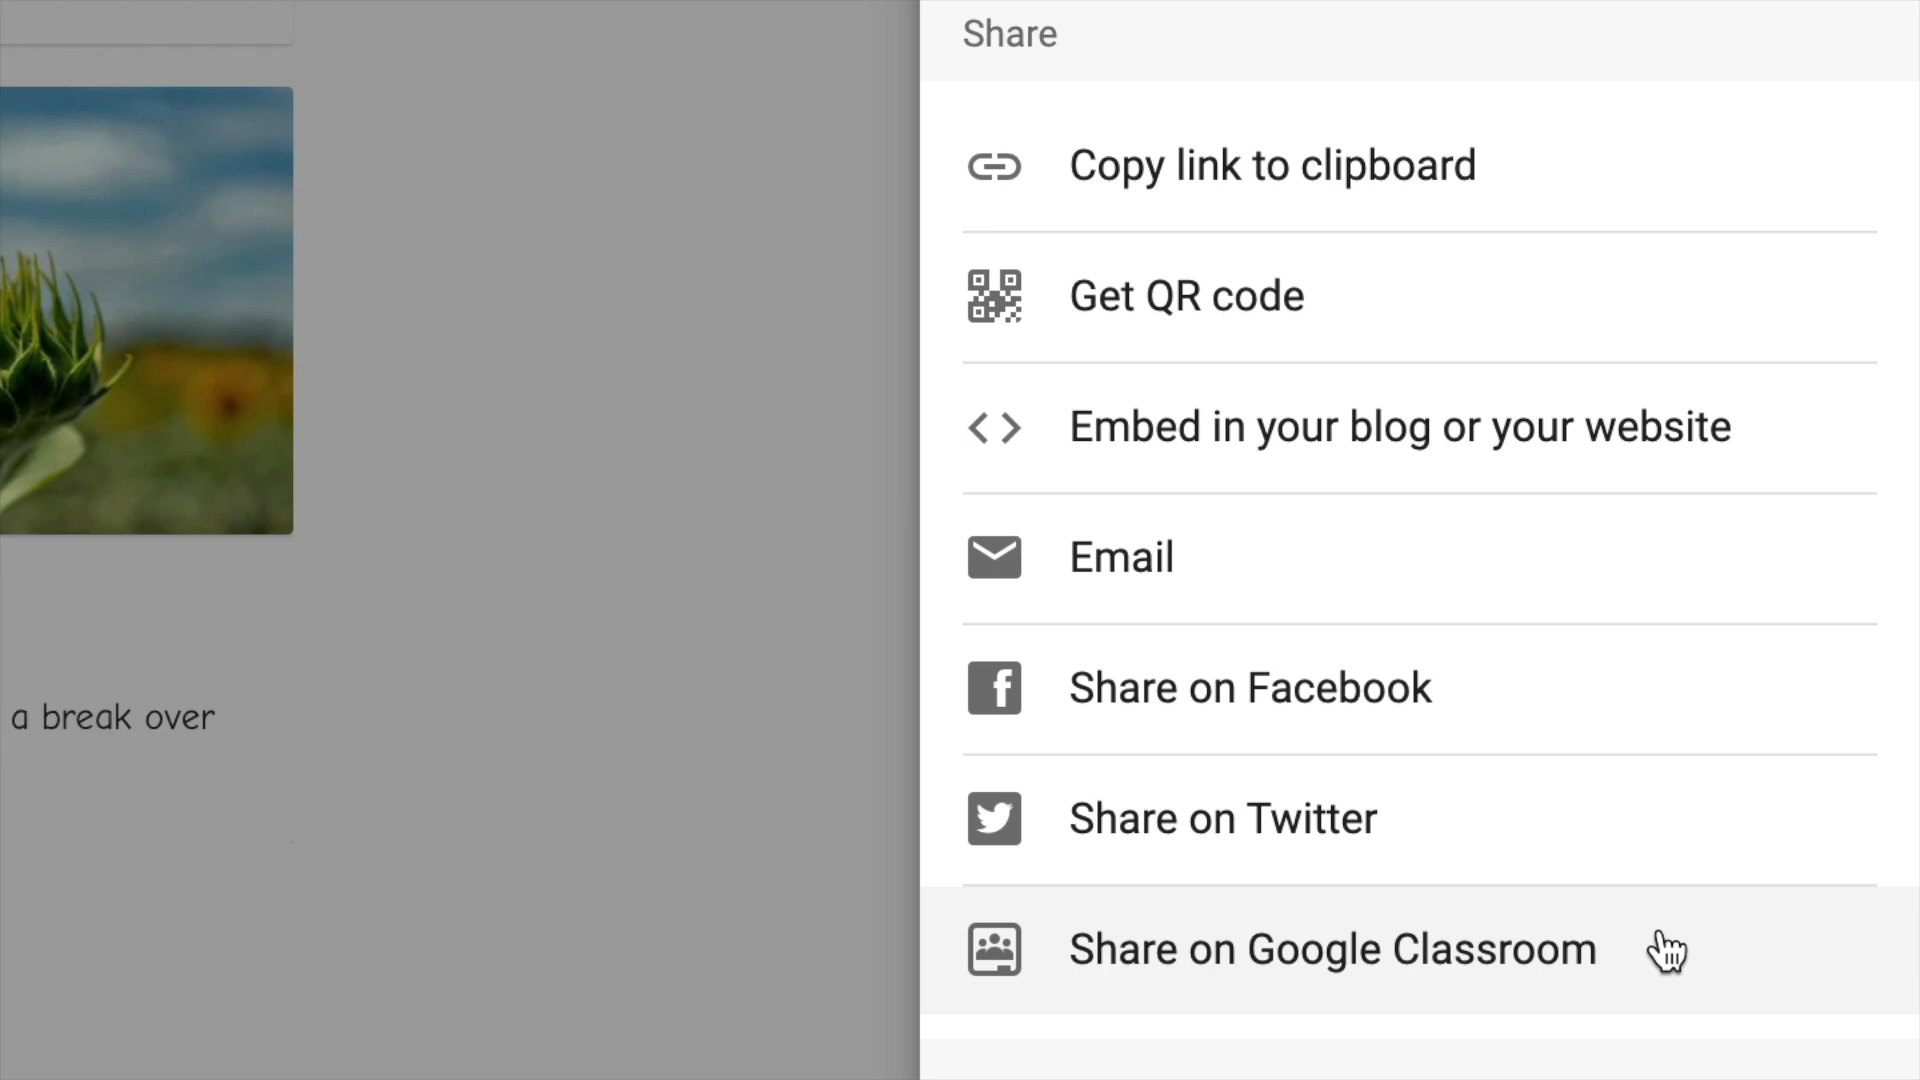 Share
Copy link to clipboard
Get QR code
Embed in your blog or your website
Email
Share on Facebook
Share on Twitter
Share on Google Classroom
a break over